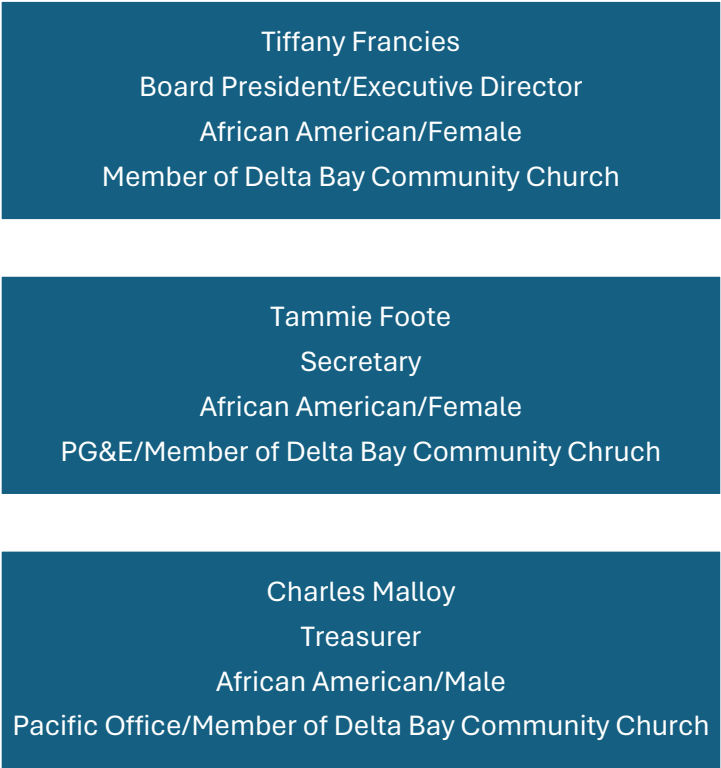 Tiffany Francies
Board President/Executive Director
African American/Female
Member of Delta Bay Community Church
Tammie Foote
Secretary
African American/Female
PG&E/Member of Delta Bay Community Chruch
Charles Malloy
Treasurer
African American/Male
Pacific Office/Member of Delta Bay Community Church